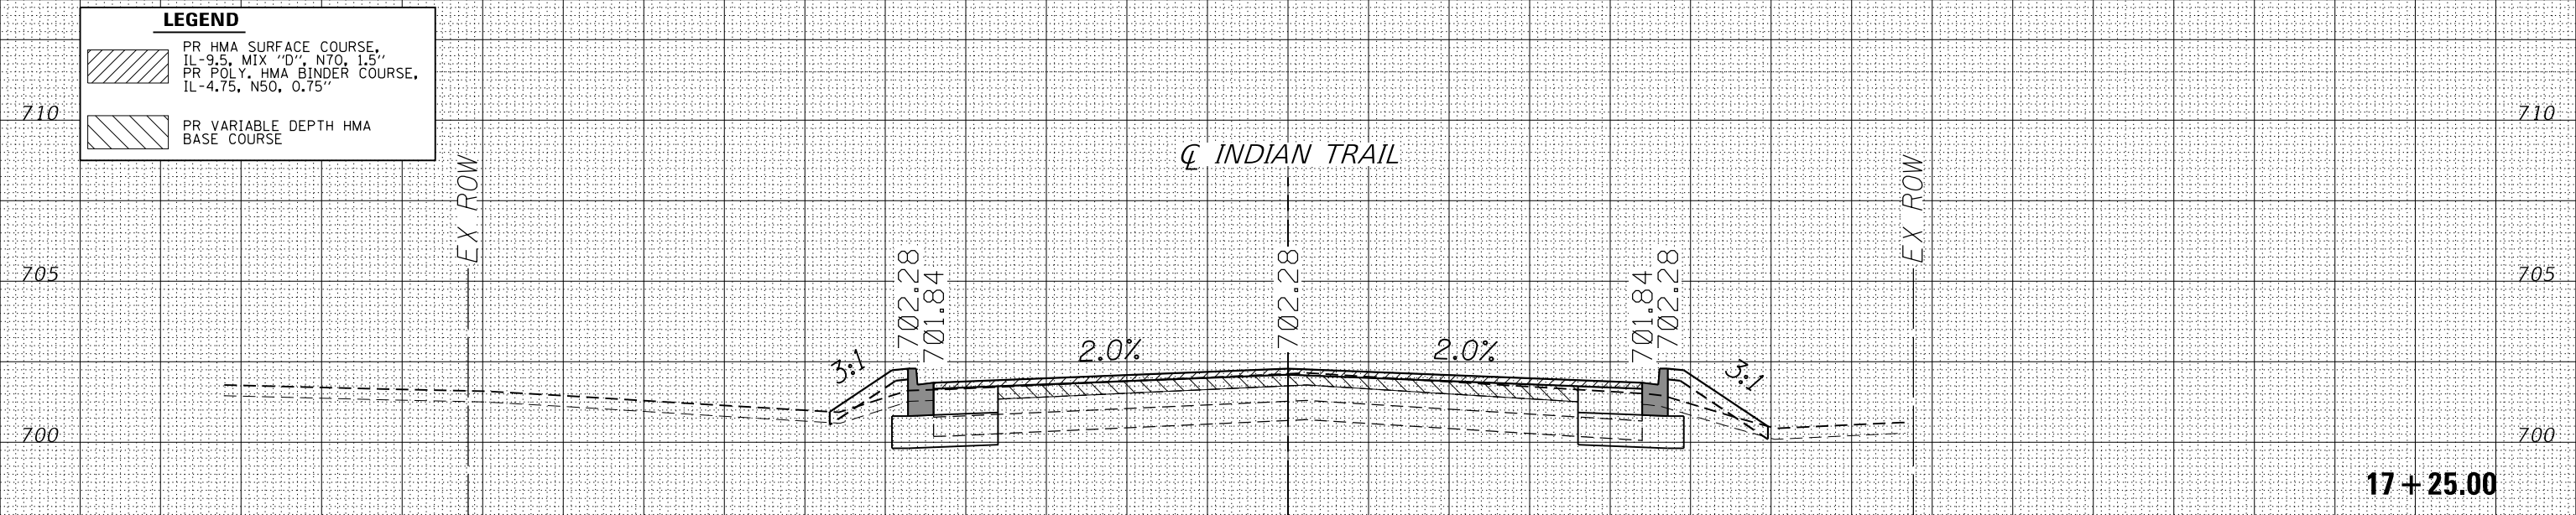 LEGEND
PR HMA SURFACE COURSE,
IL-9.5, MIX "D", N70, 1.5"
PR POLY. HMA BINDER COURSE,
IL-4.75, N50, 0.75"
PR VARIABLE DEPTH HMA
BASE COURSE
710
710
℄ INDIAN TRAIL
EX ROW
EX ROW
705
705
702.28
701.84
702.28
701.84
702.28
3:1
2.0%
2.0%
3:1
700
700
17+25.00